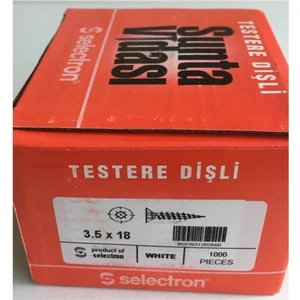 selectron®
Sunta
Vidası
TESTERE DİŞLİ
TESTERE DİŞLİ
3.5 x 18
product of
selectron
WHITE
1000
PIECES
selectron